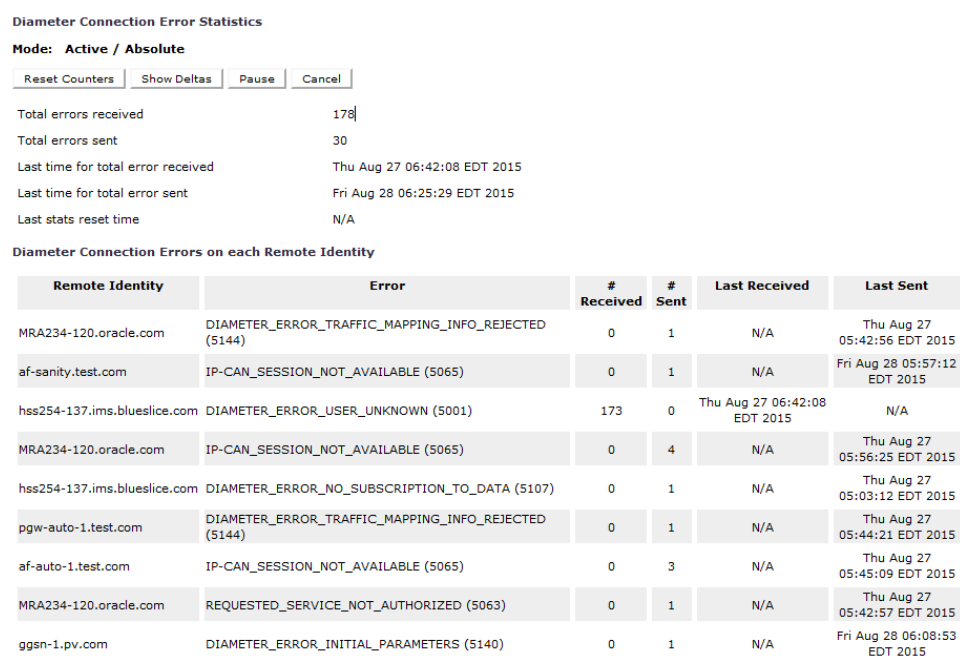 Diameter Connection Error Statistics
Mode: Active / Absolute
Reset Counters Show Deltas Pause Cancel
Total errors received 178
Total errors sent 30
Last time for total error received Thu Aug 27 06:42:08 EDT 2015
Last time for total error sent Fri Aug 28 06:25:29 EDT 2015
Last stats reset time N/A
Diameter Connection Errors on each Remote Identity
Remote Identity Error # Received # Sent Last Received Last Sent
MRA234-120.oracle.com DIAMETER_ERROR_TRAFFIC_MAPPING_INFO_REJECTED (5144) 0 1 N/A Thu Aug 27 05:42:56 EDT 2015
af-sanity.test.com IP-CAN_SESSION_NOT_AVAILABLE (5065) 0 1 N/A Fri Aug 28 05:57:12 EDT 2015
hss254-137.ims.blueslice.com DIAMETER_ERROR_USER_UNKNOWN (5001) 173 0 Thu Aug 27 06:42:08 EDT 2015 N/A
MRA234-120.oracle.com IP-CAN_SESSION_NOT_AVAILABLE (5065) 0 4 N/A Thu Aug 27 05:56:25 EDT 2015
hss254-137.ims.blueslice.com DIAMETER_ERROR_NO_SUBSCRIPTION_TO_DATA (5107) 0 1 N/A Thu Aug 27 05:03:12 EDT 2015
pgw-auto-1.test.com DIAMETER_ERROR_TRAFFIC_MAPPING_INFO_REJECTED (5144) 0 1 N/A Thu Aug 27 05:44:21 EDT 2015
af-auto-1.test.com IP-CAN_SESSION_NOT_AVAILABLE (5065) 0 3 N/A Thu Aug 27 05:45:09 EDT 2015
MRA234-120.oracle.com REQUESTED_SERVICE_NOT_AUTHORIZED (5063) 0 1 N/A Thu Aug 27 05:42:57 EDT 2015
ggsn-1.pv.com DIAMETER_ERROR_INITIAL_PARAMETERS (5140) 0 1 N/A Fri Aug 28 06:08:53 EDT 2015